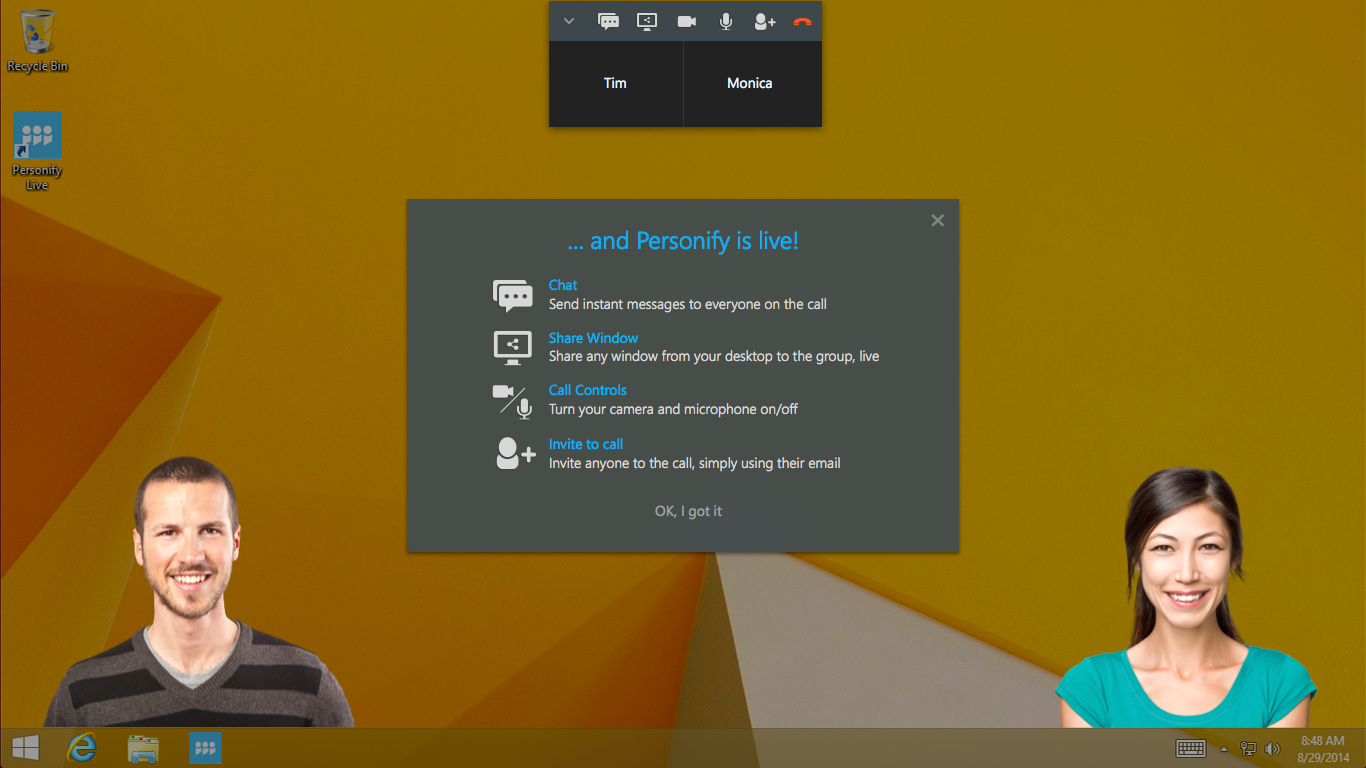 Recycle Bin
Personify
Live
Tim
Monica
... and Personify is live!
Chat
Send instant messages to everyone on the call
Share Window
Share any window from your desktop to the group, live
Call Controls
Turn your camera and microphone on/off
Invite to call
Invite anyone to the call, simply using their email
OK, I got it
8:48 AM
8/29/2014